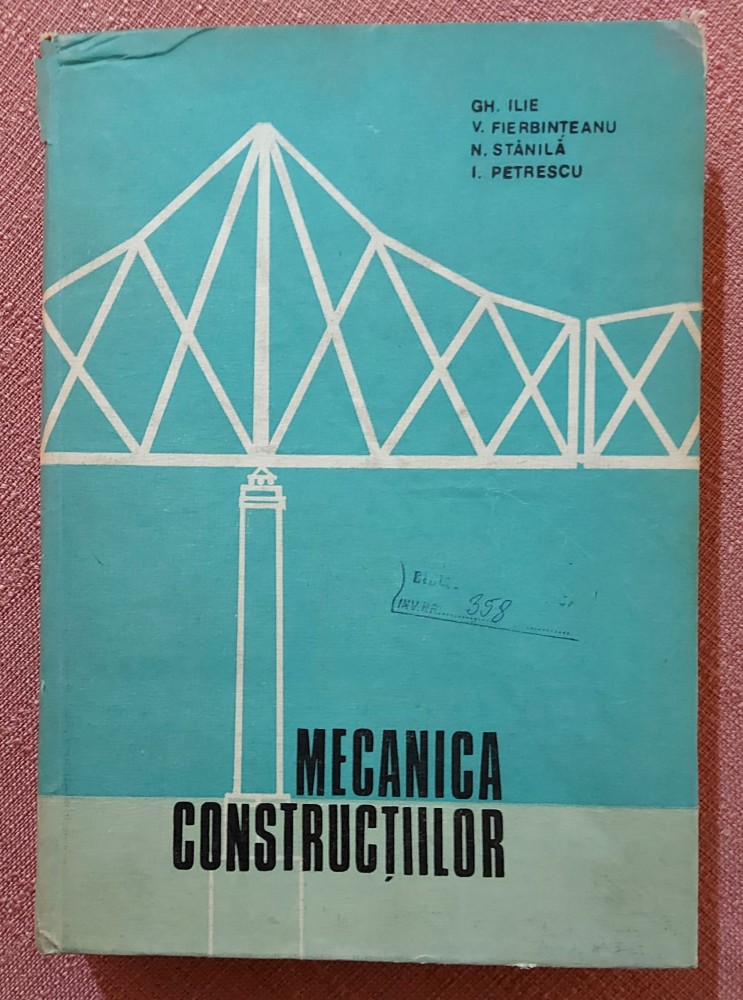 GH. ILIE
V. FIERBINȚEANU
N. STĂNILĂ
I. PETRESCU
INV.NR. 358
MECANICA
CONSTRUCȚIILOR